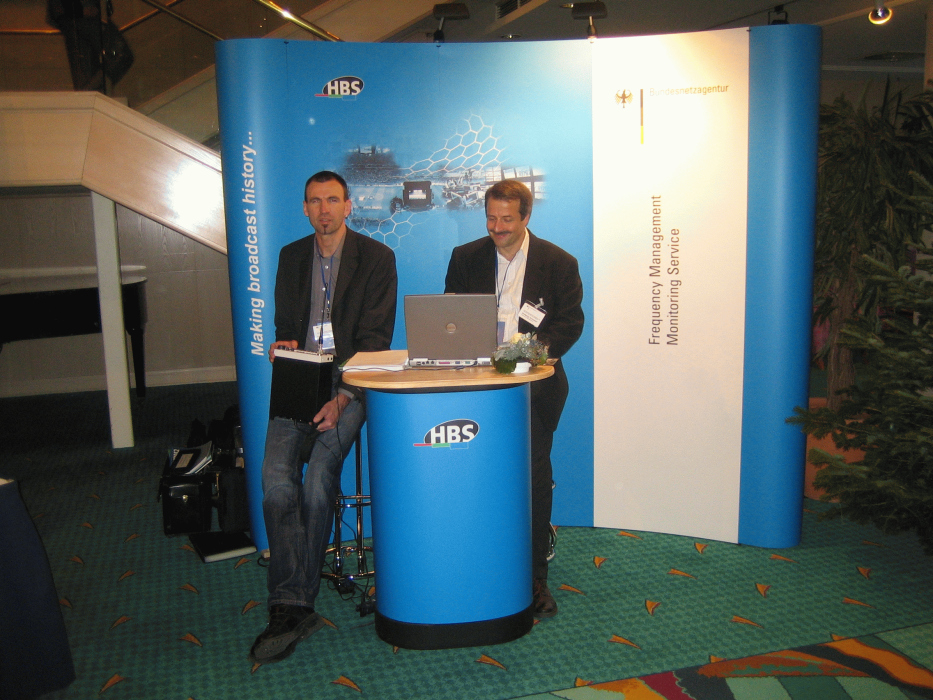 HBS
Bundesnetzagentur
Making broadcast history...
Frequency Management
Monitoring Service
HBS